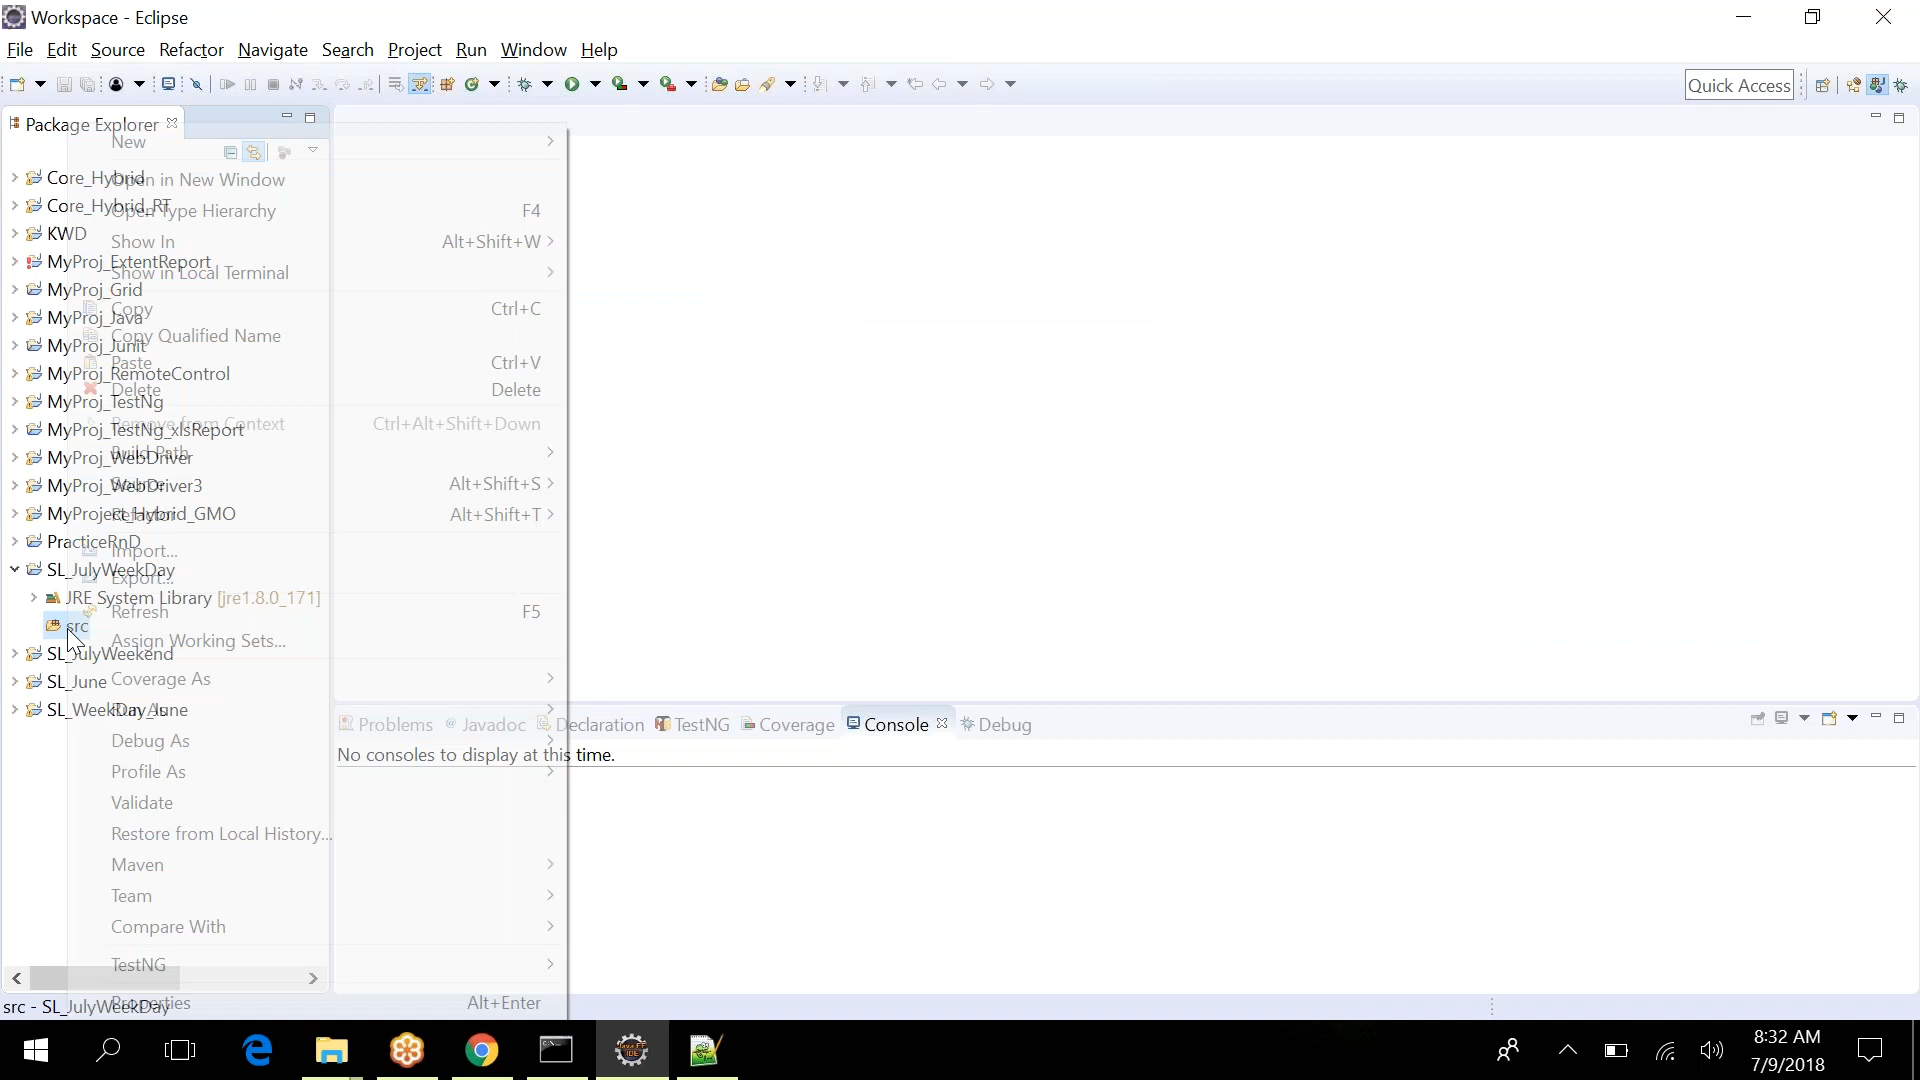 Workspace - Eclipse
File Edit Source Refactor Navigate Search Project Run Window Help
Quick Access
Package Explorer
New
Core_Hybrid
Open in New Window
Core_Hybrid_RT
Open Type Hierarchy F4
KWD
Show In Alt+Shift+W
MyProj_ExtentReport
Show in Local Terminal
MyProj_Grid
Copy Ctrl+C
MyProj_Java
Copy Qualified Name
MyProj_Junit
Paste Ctrl+V
MyProj_RemoteControl
Delete Delete
MyProj_TestNg
Remove from Context Ctrl+Alt+Shift+Down
MyProj_TestNg_xlsReport
Build Path
MyProj_WebDriver
Source Alt+Shift+S
MyProj_WebDriver3
Refactor Alt+Shift+T
MyProject_Hybrid_GMO
PracticeRnD
Import...
SL_JulyWeekDay
Export...
JRE System Library [jre1.8.0_171]
Refresh F5
src
Assign Working Sets...
SL_JulyWeekend
SL_June
Coverage As
SL_WeekDay_June
Run As
Problems Javadoc Declaration TestNG Coverage Console Debug
Debug As
No consoles to display at this time.
Profile As
Validate
Restore from Local History...
Maven
Team
Compare With
TestNG
Properties Alt+Enter
src - SL_JulyWeekDay
8:32 AM
7/9/2018